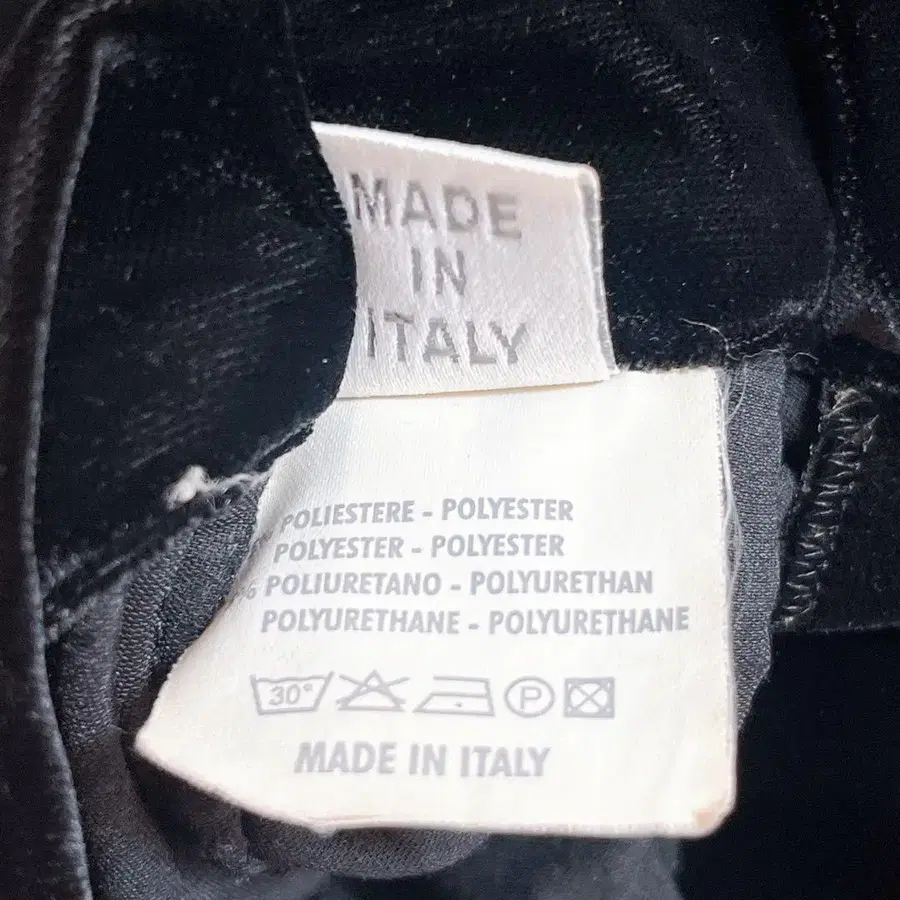 MADE
IN
ITALY
POLIESTERE - POLYESTER
POLYESTER - POLYESTER
% POLIURETANO - POLYURETHAN
POLYURETHANE - POLYURETHANE
30° P
MADE IN ITALY